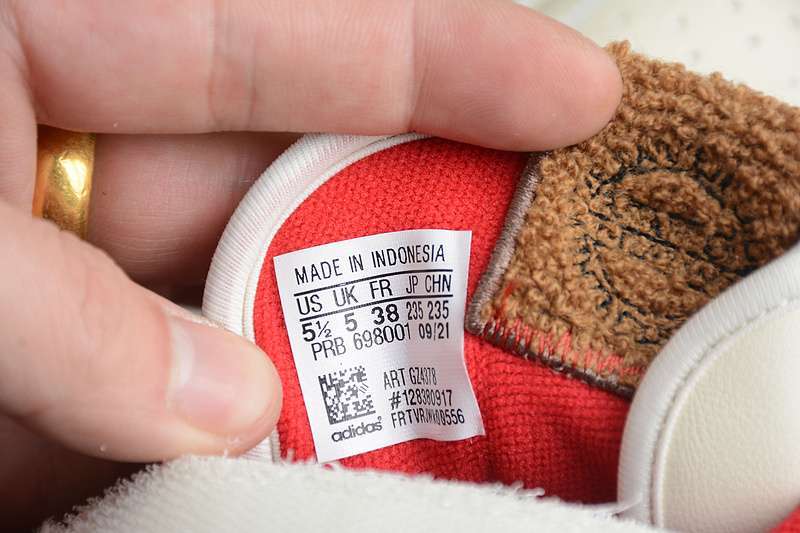 MADE IN INDONESIA
US UK FR JP CHN
5½ 5 38 235 235
PRB 698001 09/21
ART GZ4378
#128380917
adidas